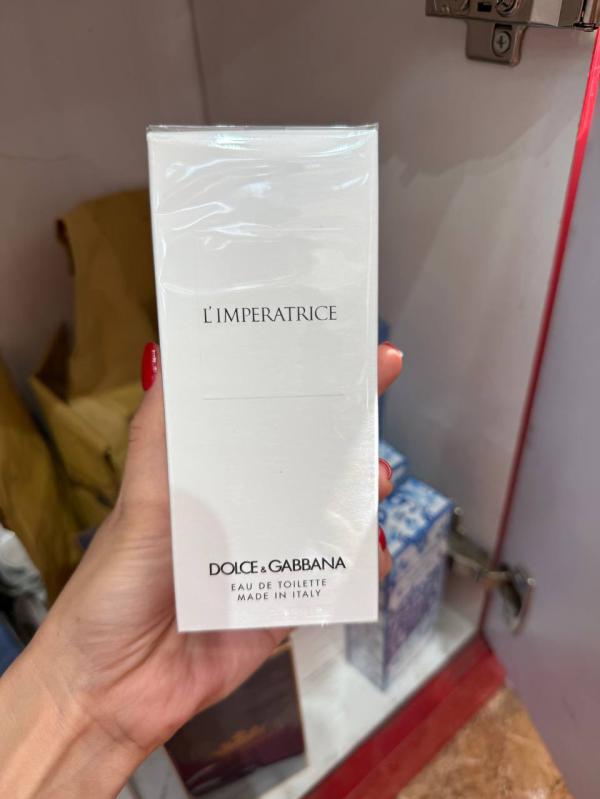 L'IMPERATRICE
DOLCE & GABBANA
EAU DE TOILETTE
MADE IN ITALY